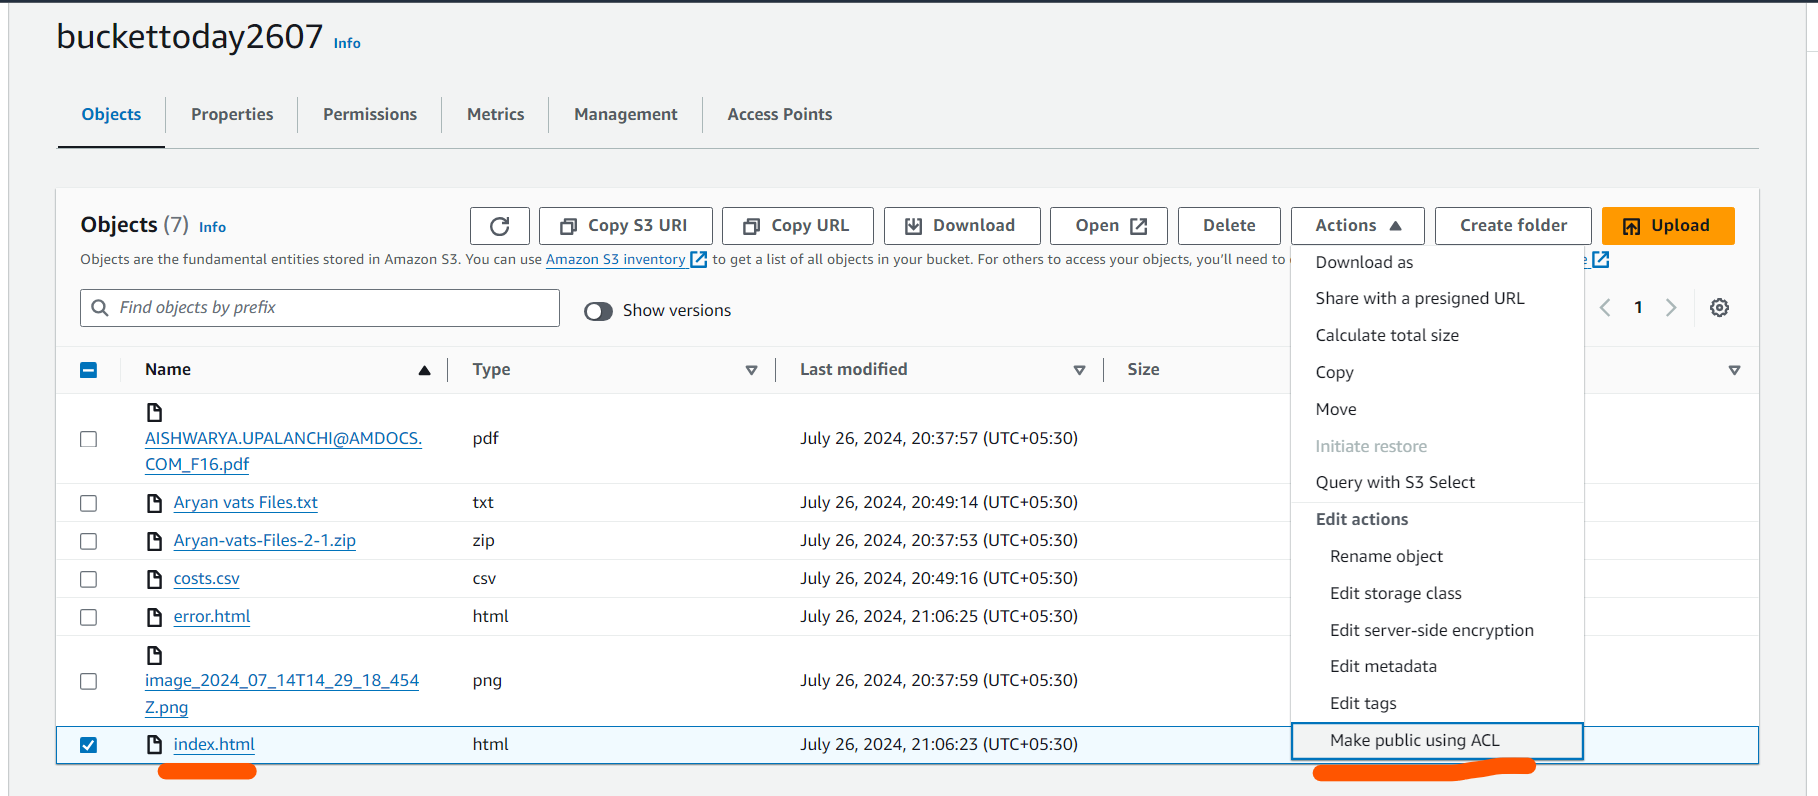 buckettoday2607 Info
Objects Properties Permissions Metrics Management Access Points
Objects (7) Info Copy S3 URI Copy URL Download Open Delete Actions Create folder Upload
Objects are the fundamental entities stored in Amazon S3. You can use Amazon S3 inventory to get a list of all objects in your bucket. For others to access your objects, you'll need to
Find objects by prefix Show versions 1
Name Type Last modified Size
AISHWARYA.UPALANCHI@AMDOCS.
COM_F16.pdf pdf July 26, 2024, 20:37:57 (UTC+05:30)
Aryan vats Files.txt txt July 26, 2024, 20:49:14 (UTC+05:30)
Aryan-vats-Files-2-1.zip zip July 26, 2024, 20:37:53 (UTC+05:30)
costs.csv csv July 26, 2024, 20:49:16 (UTC+05:30)
error.html html July 26, 2024, 21:06:25 (UTC+05:30)
image_2024_07_14T14_29_18_454
Z.png png July 26, 2024, 20:37:59 (UTC+05:30)
index.html html July 26, 2024, 21:06:23 (UTC+05:30)
Download as
Share with a presigned URL
Calculate total size
Copy
Move
Initiate restore
Query with S3 Select
Edit actions
Rename object
Edit storage class
Edit server-side encryption
Edit metadata
Edit tags
Make public using ACL